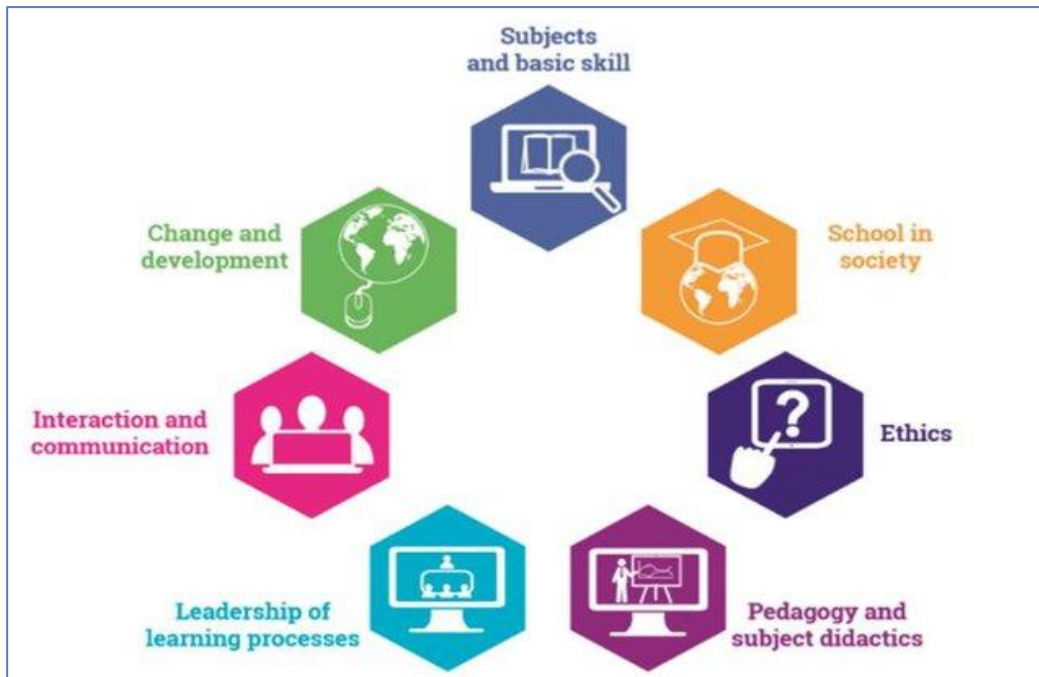 Subjects
and basic skill
Change and
development
School in
society
Interaction and
communication
Ethics
?
Leadership of
learning processes
Pedagogy and
subject didactics